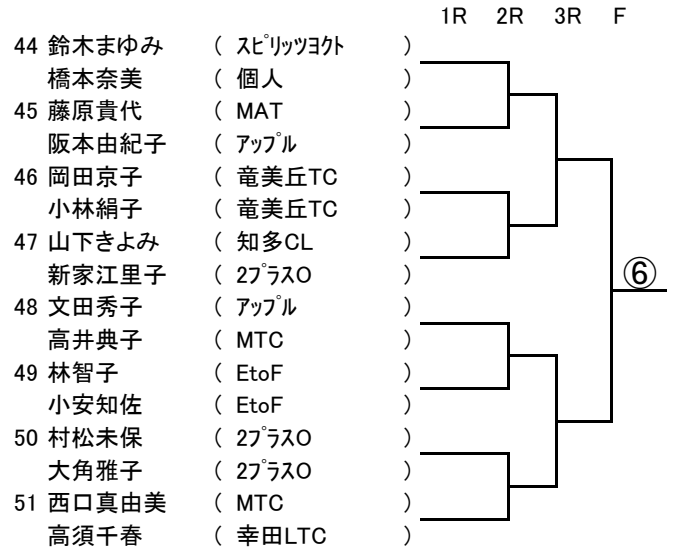 1R 2R 3R F
44 鈴木まゆみ ( スピリッツヨクト )
橋本奈美 ( 個人 )
45 藤原貴代 ( MAT )
阪本由紀子 ( アップル )
46 岡田京子 ( 竜美丘TC )
小林絹子 ( 竜美丘TC )
47 山下きよみ ( 知多CL )
新家江里子 ( 2プラスO )
⑥
48 文田秀子 ( アップル )
高井典子 ( MTC )
49 林智子 ( EtoF )
小安知佐 ( EtoF )
50 村松未保 ( 2プラスO )
大角雅子 ( 2プラスO )
51 西口真由美 ( MTC )
高須千春 ( 幸田LTC )